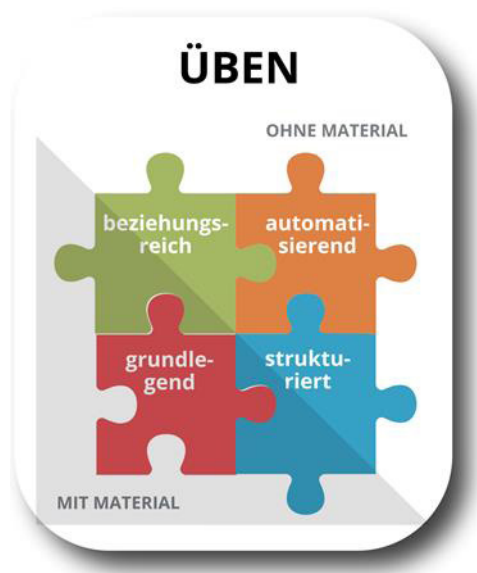 ÜBEN
OHNE MATERIAL
beziehungs-
reich
automati-
sierend
grundle-
gend
struktu-
riert
MIT MATERIAL